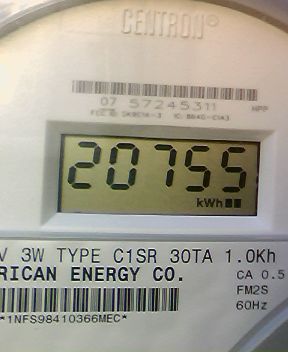 CENTRON®
07 57245311 MPP
20755
kWh
V 3W TYPE C1SR 30TA 1.0Kh
RICAN ENERGY CO. CA 0.5
FM2S
*1NFS98410366MEC* 60Hz